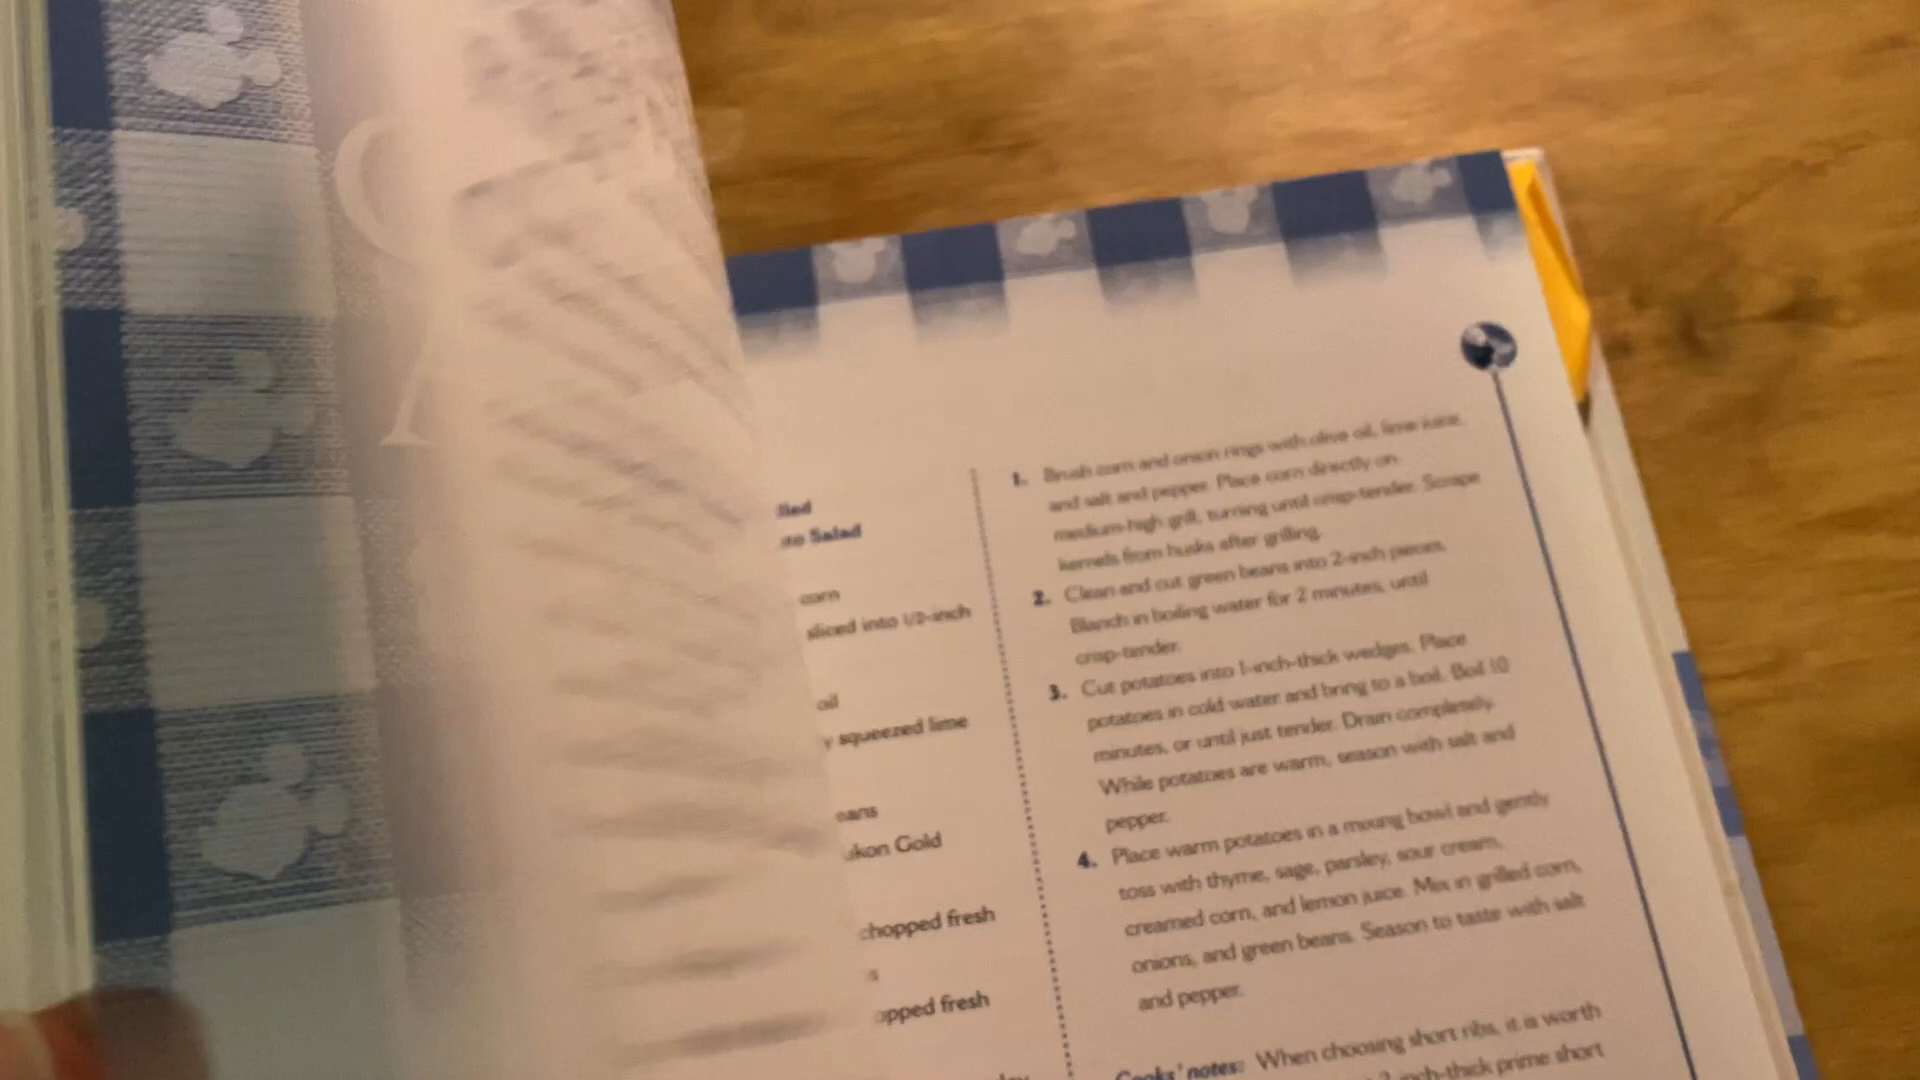 lled
to Salad
corn
sliced into 1/2-inch
oil
y squeezed lime
eans
ukon Gold
chopped fresh
s
opped fresh
1. Brush corn and onion rings with olive oil, lime juice,
and salt and pepper. Place corn directly on
medium-high grill, turning until crisp-tender. Scrape
kernels from husks after grilling.
2. Clean and cut green beans into 2-inch pieces.
Blanch in boiling water for 2 minutes, until
crisp-tender.
3. Cut potatoes into 1-inch-thick wedges. Place
potatoes in cold water and bring to a boil. Boil 10
minutes, or until just tender. Drain completely.
While potatoes are warm, season with salt and
pepper.
4. Place warm potatoes in a mixing bowl and gently
toss with thyme, sage, parsley, sour cream,
creamed corn, and lemon juice. Mix in grilled corn,
onions, and green beans. Season to taste with salt
and pepper.
Cooks' notes: When choosing short ribs, it is worth
2-inch-thick prime short